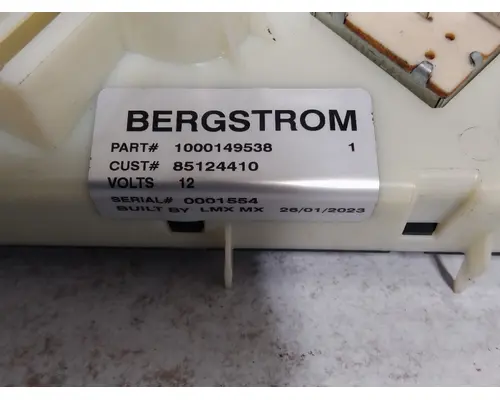 BERGSTROM
PART# 1000149538 1
CUST# 85124410
VOLTS 12
SERIAL# 0001554
BUILT BY LMX MX 26/01/2023